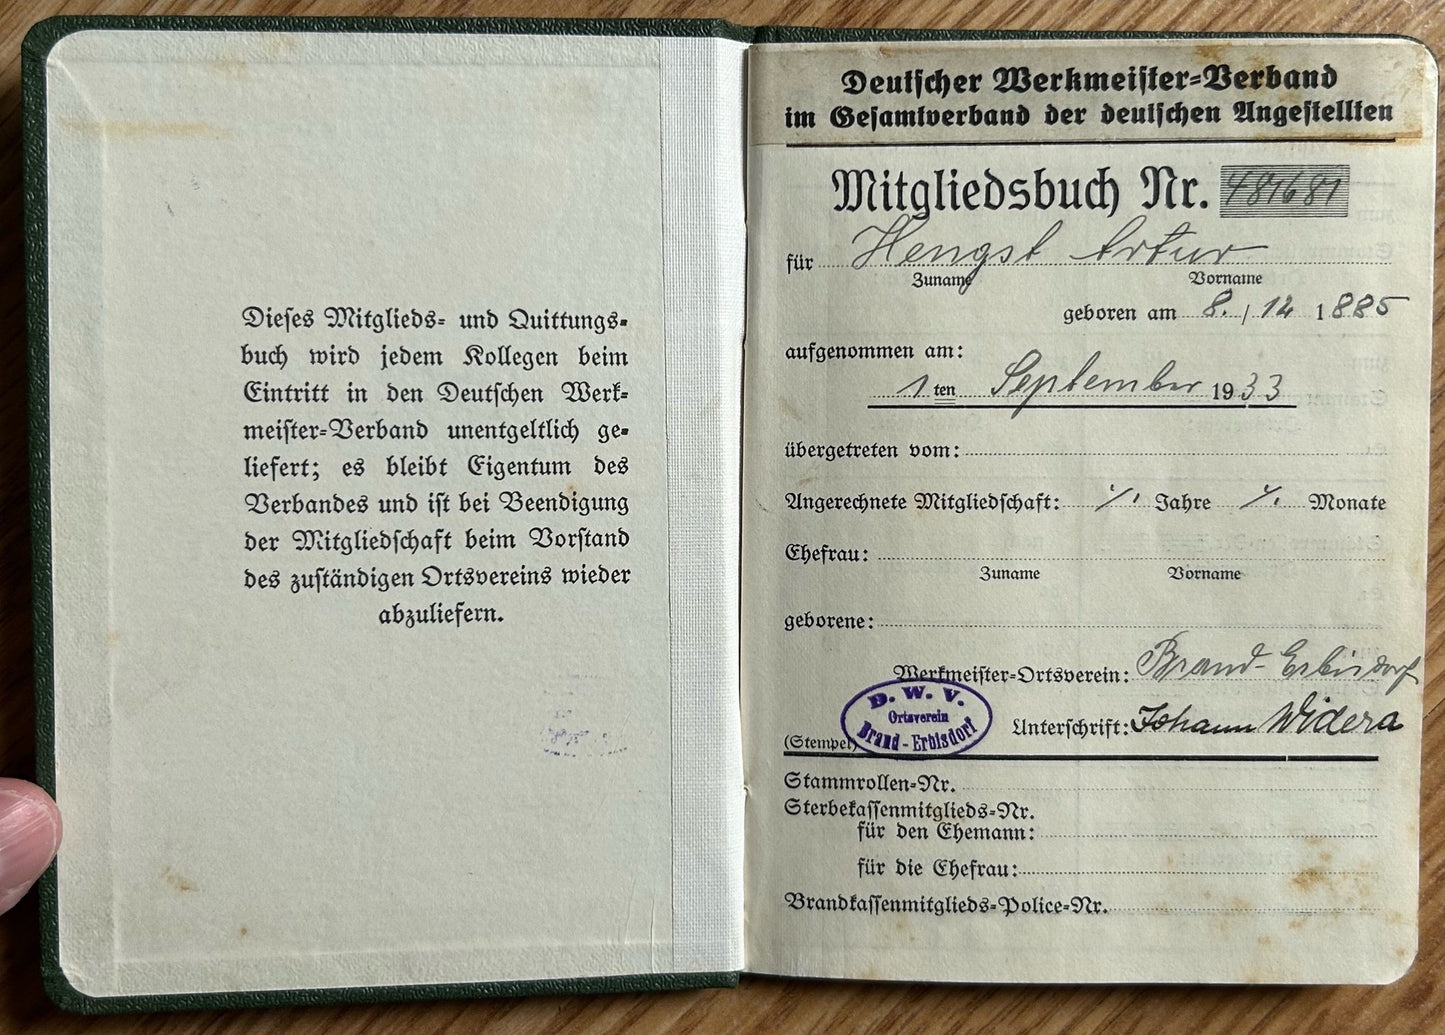 Dieses Mitglieds- und Quittungs-
buch wird jedem Kollegen beim
Eintritt in den Deutschen Werk-
meister-Verband unentgeltlich ge-
liefert; es bleibt Eigentum des
Verbandes und ist bei Beendigung
der Mitgliedschaft beim Vorstand
des zuständigen Ortsvereins wieder
abzuliefern.
Deutscher Werkmeister-Verband
im Gesamtverband der deutschen Angestellten
Mitgliedsbuch Nr. 481681
für Hengst Artur
Zuname Vorname
geboren am 8./12 1885
aufgenommen am:
1 ten September 1933
übergetreten vom:
Angerechnete Mitgliedschaft: ./. Jahre ./. Monate
Ehefrau:
Zuname Vorname
geborene:
Werkmeister-Ortsverein: Brand-Erbisdorf
D. W. V.
Ortsverein
Brand-Erbisdorf
(Stempel) Unterschrift: Johann Widera
Stammrollen-Nr.
Sterbekassenmitglieds-Nr.
für den Ehemann:
für die Ehefrau:
Brandkassenmitglieds-Police-Nr.